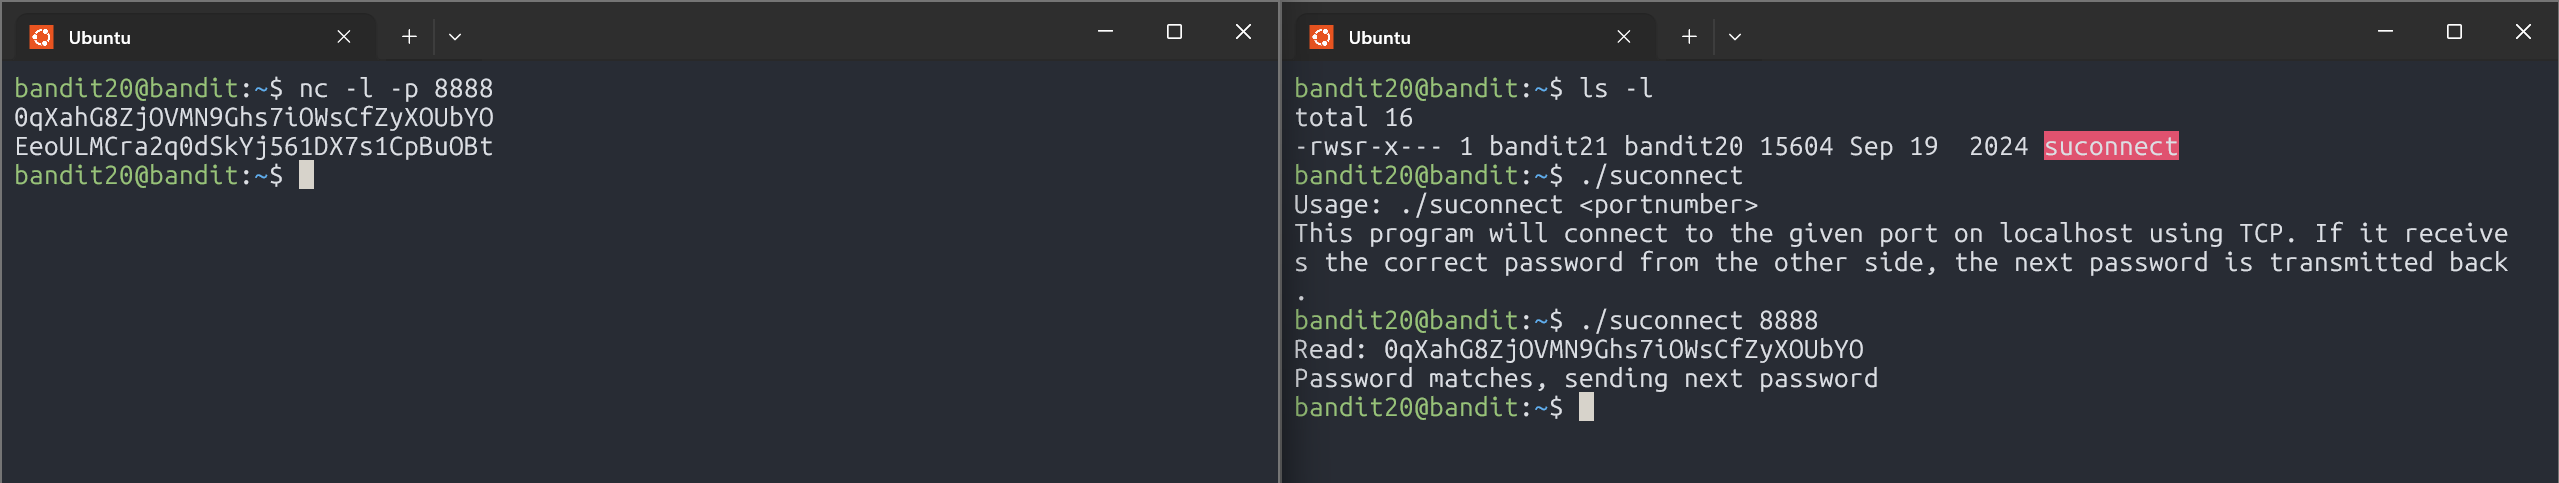 Ubuntu
bandit20@bandit:~$ nc -l -p 8888
0qXahG8ZjOVMN9Ghs7iOWsCfZyXOUbYO
EeoULMCra2q0dSkYj561DX7s1CpBuOBt
bandit20@bandit:~$
Ubuntu
bandit20@bandit:~$ ls -l
total 16
-rwsr-x--- 1 bandit21 bandit20 15604 Sep 19  2024 suconnect
bandit20@bandit:~$ ./suconnect
Usage: ./suconnect <portnumber>
This program will connect to the given port on localhost using TCP. If it receive
s the correct password from the other side, the next password is transmitted back
.
bandit20@bandit:~$ ./suconnect 8888
Read: 0qXahG8ZjOVMN9Ghs7iOWsCfZyXOUbYO
Password matches, sending next password
bandit20@bandit:~$